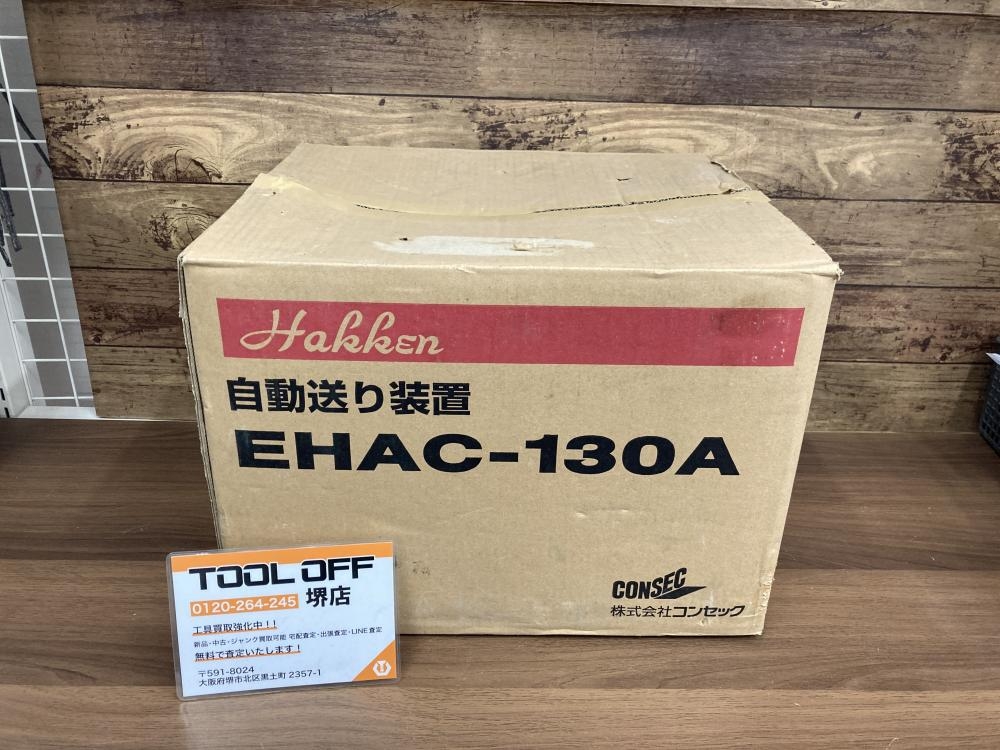 Hakken
自動送り装置
EHAC-130A
CONSEC
株式会社コンセック
TOOL OFF
0120-264-245 堺店
工具買取強化中！！
新品・中古・ジャンク買取可能 宅配査定・出張査定・LINE査定
無料で査定いたします！
〒591-8024
大阪府堺市北区黒土町 2357-1